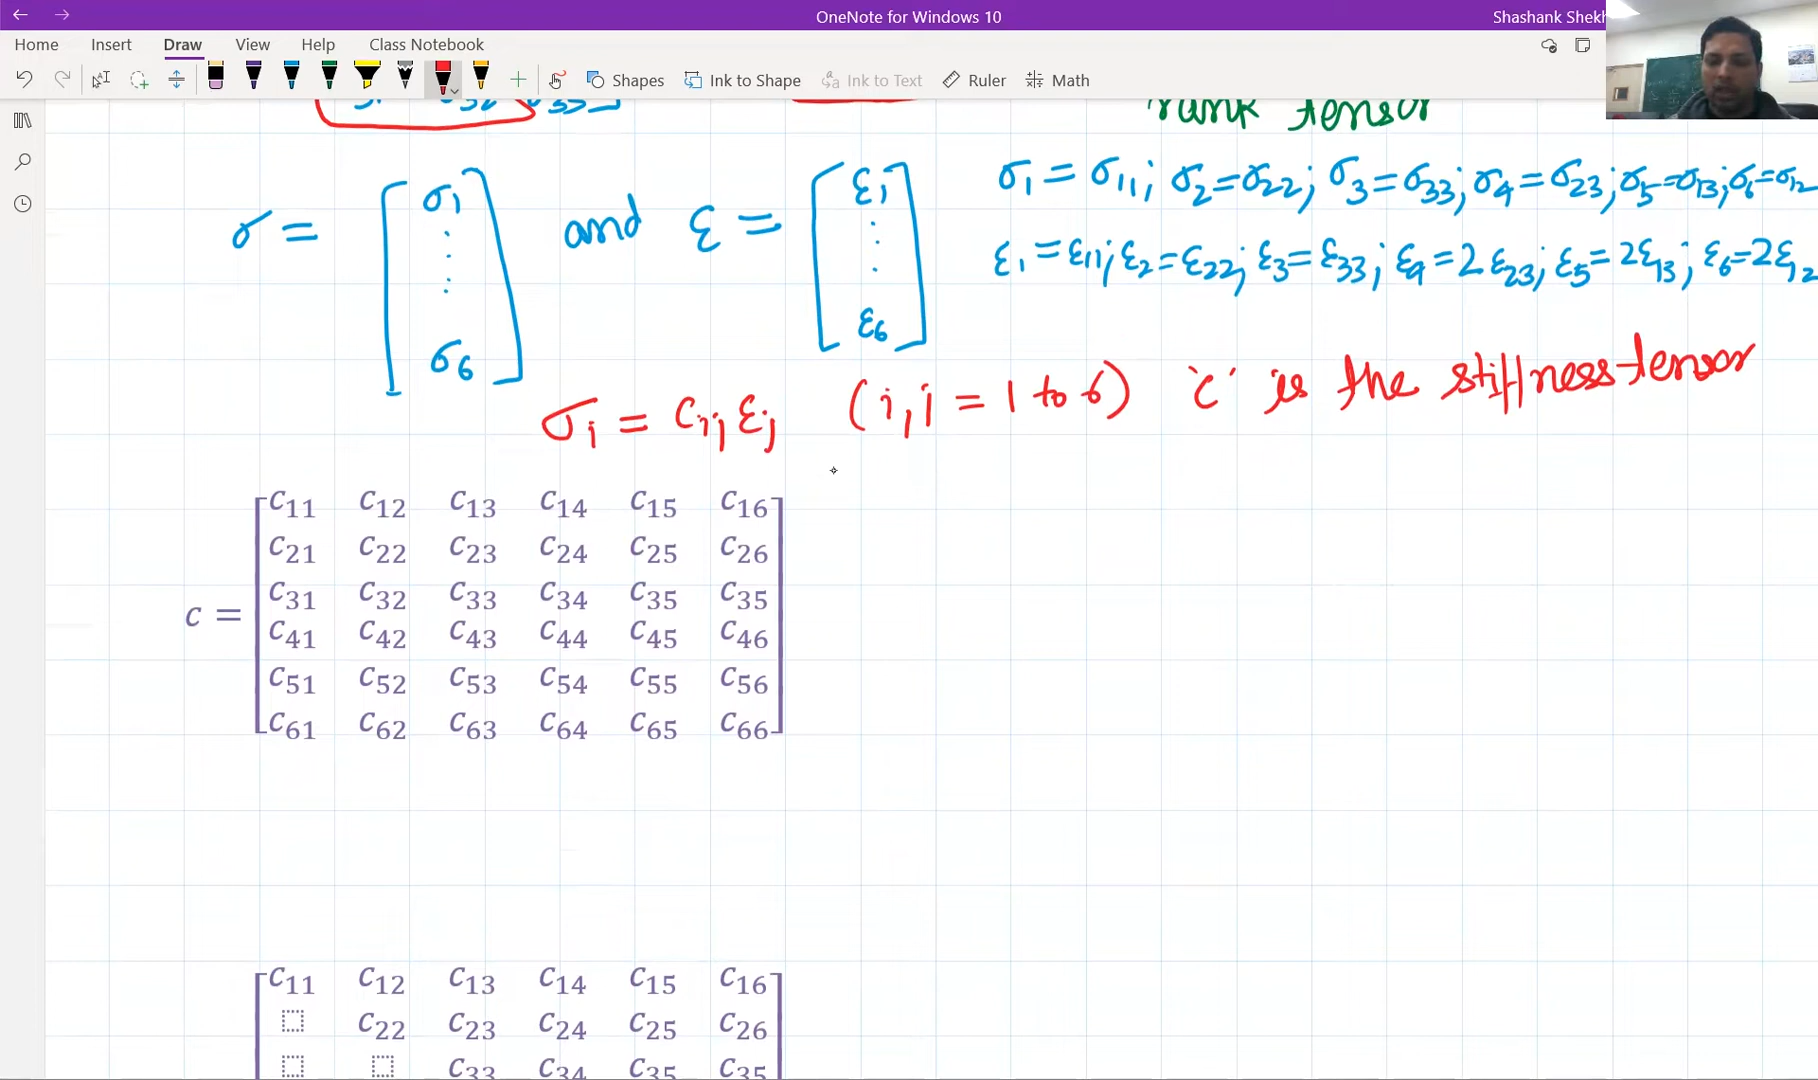 OneNote for Windows 10
Shashank Shekh
Home Insert Draw View Help Class Notebook
Shapes Ink to Shape Ink to Text Ruler Math
32 33
rank tensor
σ = [σ1 . . . σ6] and ε = [ε1 . . . ε6]
σ1 = σ11; σ2 = σ22; σ3 = σ33; σ4 = σ23; σ5 = σ13; σ6 = σ12
ε1 = ε11; ε2 = ε22; ε3 = ε33; ε4 = 2ε23; ε5 = 2ε13; ε6 = 2ε12
σi = Cij εj (i,j = 1 to 6) 'c' is the stiffness tensor
c11 c12 c13 c14 c15 c16
c21 c22 c23 c24 c25 c26
c31 c32 c33 c34 c35 c35
c =
c41 c42 c43 c44 c45 c46
c51 c52 c53 c54 c55 c56
c61 c62 c63 c64 c65 c66
c11 c12 c13 c14 c15 c16
c22 c23 c24 c25 c26
c33 c34 c35 c35